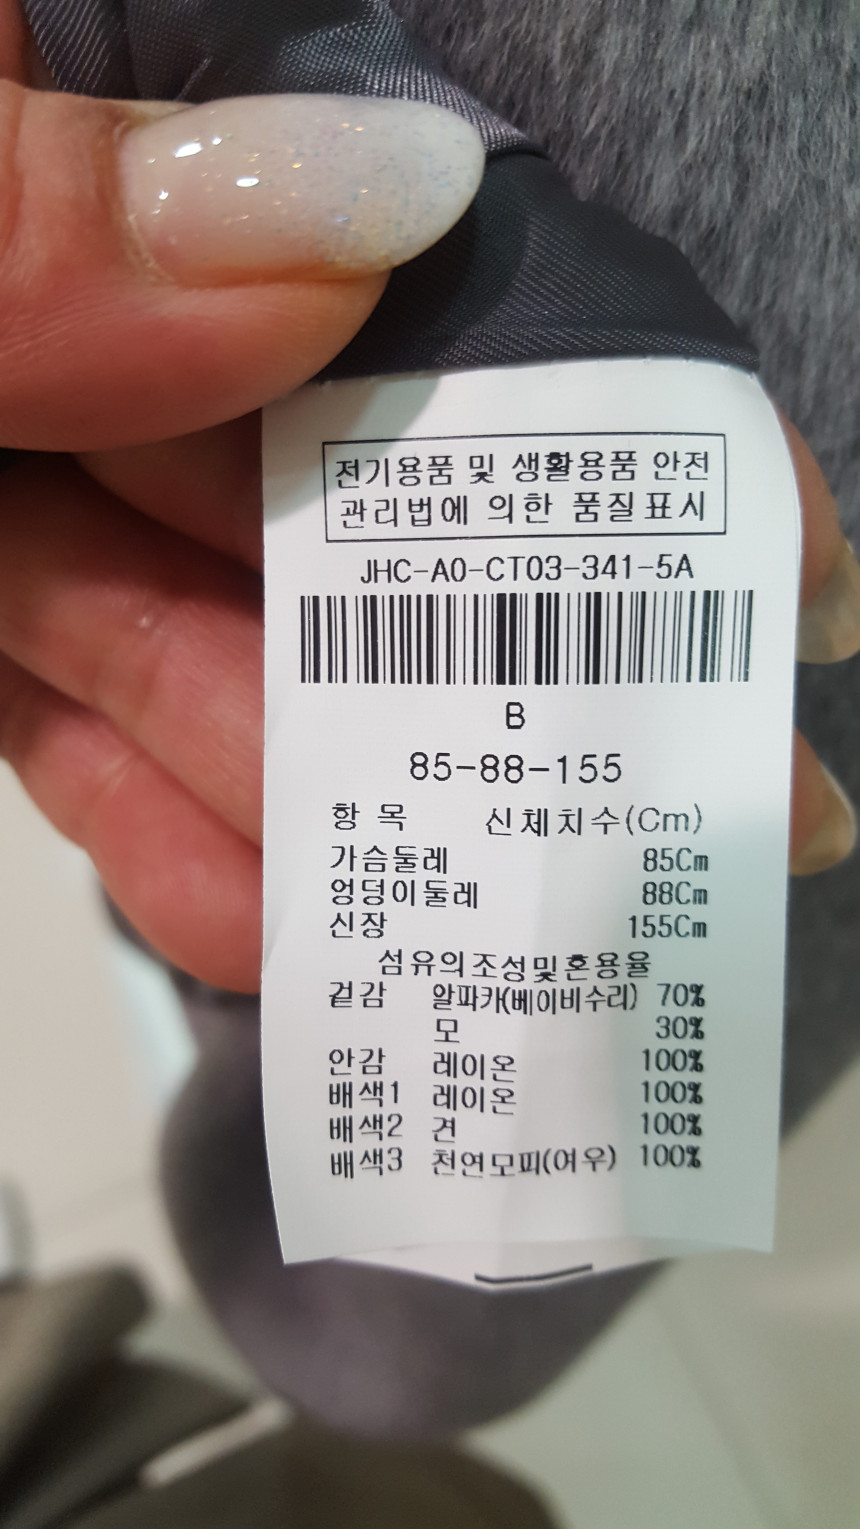 전기용품 및 생활용품 안전
관리법에 의한 품질표시
JHC-A0-CT03-341-5A
B
85-88-155
항 목 신체치수(Cm)
가슴둘레 85Cm
엉덩이둘레 88Cm
신장 155Cm
섬유의조성및혼용율
겉감 알파카(베이비수리) 70%
모 30%
안감 레이온 100%
배색1 레이온 100%
배색2 견 100%
배색3 천연모피(여우) 100%